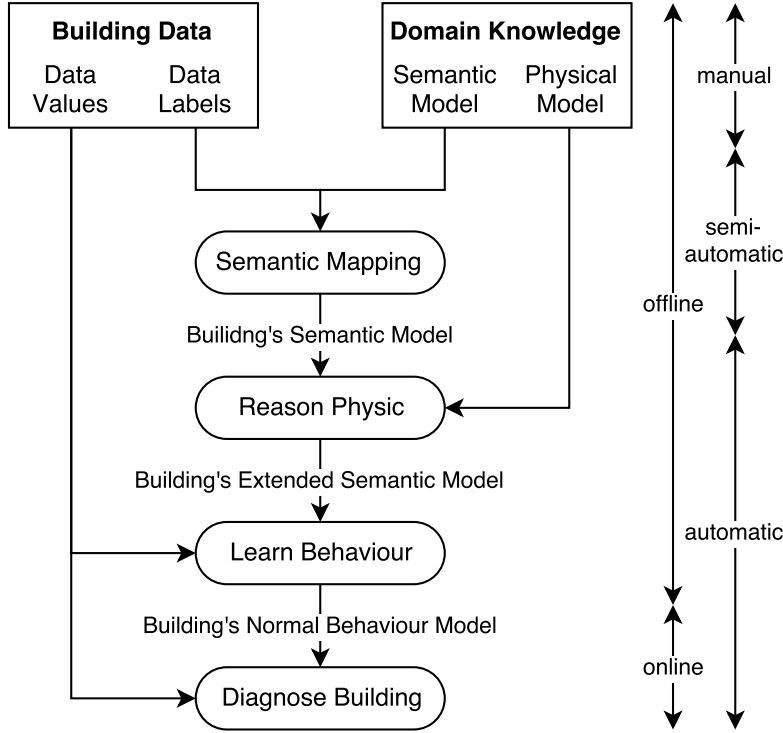 Building Data
Data Values
Data Labels
Domain Knowledge
Semantic Model
Physical Model
manual
semi-
automatic
Semantic Mapping
offline
Builidng's Semantic Model
Reason Physic
Building's Extended Semantic Model
automatic
Learn Behaviour
Building's Normal Behaviour Model
online
Diagnose Building